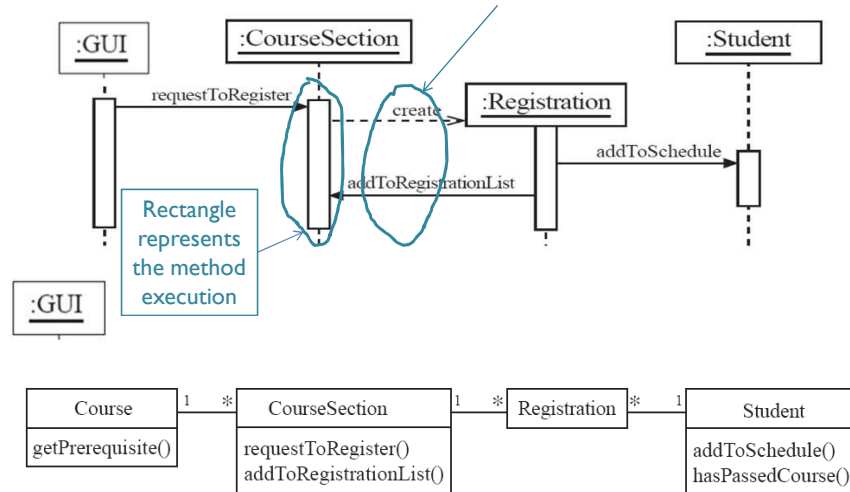 :GUI
:CourseSection
:Student
requestToRegister
create
:Registration
addToSchedule
addToRegistrationList
Rectangle
represents
the method
execution
:GUI
Course 1 * CourseSection 1 * Registration * 1 Student
getPrerequisite()
requestToRegister()
addToRegistrationList()
addToSchedule()
hasPassedCourse()